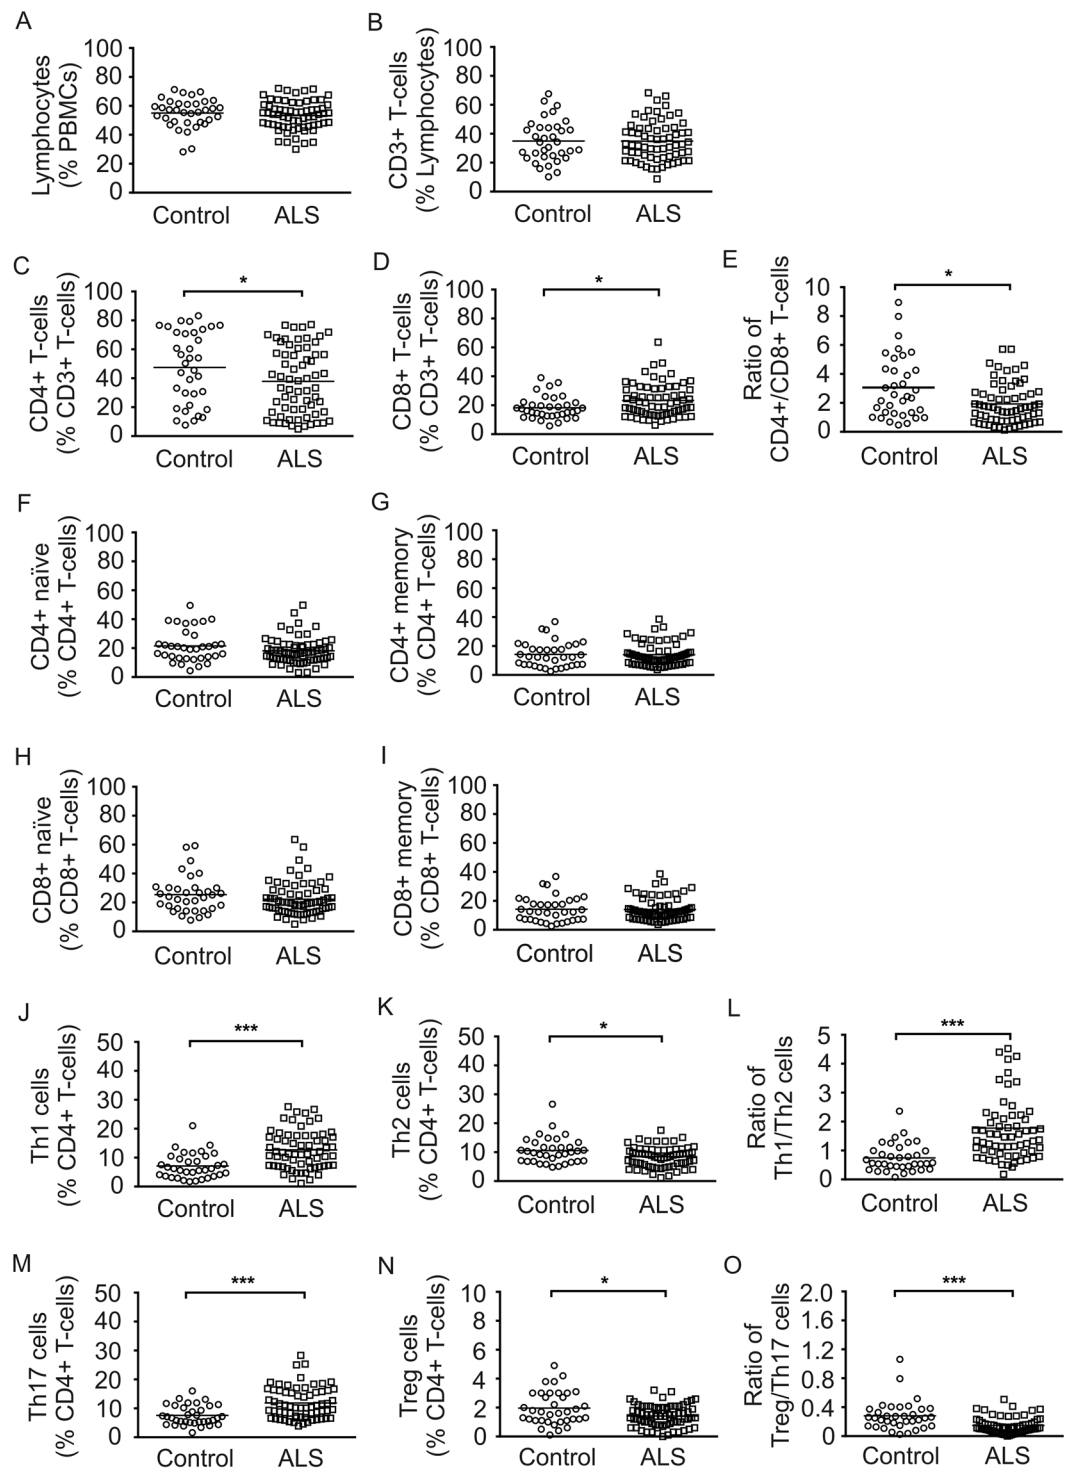 A
Lymphocytes
(% PBMCs)
100
80
60
40
20
0
Control ALS
B
CD3+ T-cells
(% Lymphocytes)
100
80
60
40
20
0
Control ALS
C
CD4+ T-cells
(% CD3+ T-cells)
100
80
60
40
20
0
*
Control ALS
D
CD8+ T-cells
(% CD3+ T-cells)
100
80
60
40
20
0
*
Control ALS
E
Ratio of
CD4+/CD8+ T-cells
10
8
6
4
2
0
*
Control ALS
F
CD4+ naïve
(% CD4+ T-cells)
100
80
60
40
20
0
Control ALS
G
CD4+ memory
(% CD4+ T-cells)
100
80
60
40
20
0
Control ALS
H
CD8+ naïve
(% CD8+ T-cells)
100
80
60
40
20
0
Control ALS
I
CD8+ memory
(% CD8+ T-cells)
100
80
60
40
20
0
Control ALS
J
Th1 cells
(% CD4+ T-cells)
50
40
30
20
10
0
***
Control ALS
K
Th2 cells
(% CD4+ T-cells)
50
40
30
20
10
0
*
Control ALS
L
Ratio of
Th1/Th2 cells
5
4
3
2
1
0
***
Control ALS
M
Th17 cells
(% CD4+ T-cells)
50
40
30
20
10
0
***
Control ALS
N
Treg cells
(% CD4+ T-cells)
10
8
6
4
2
0
*
Control ALS
O
Ratio of
Treg/Th17 cells
2.0
1.6
1.2
0.8
0.4
0
***
Control ALS